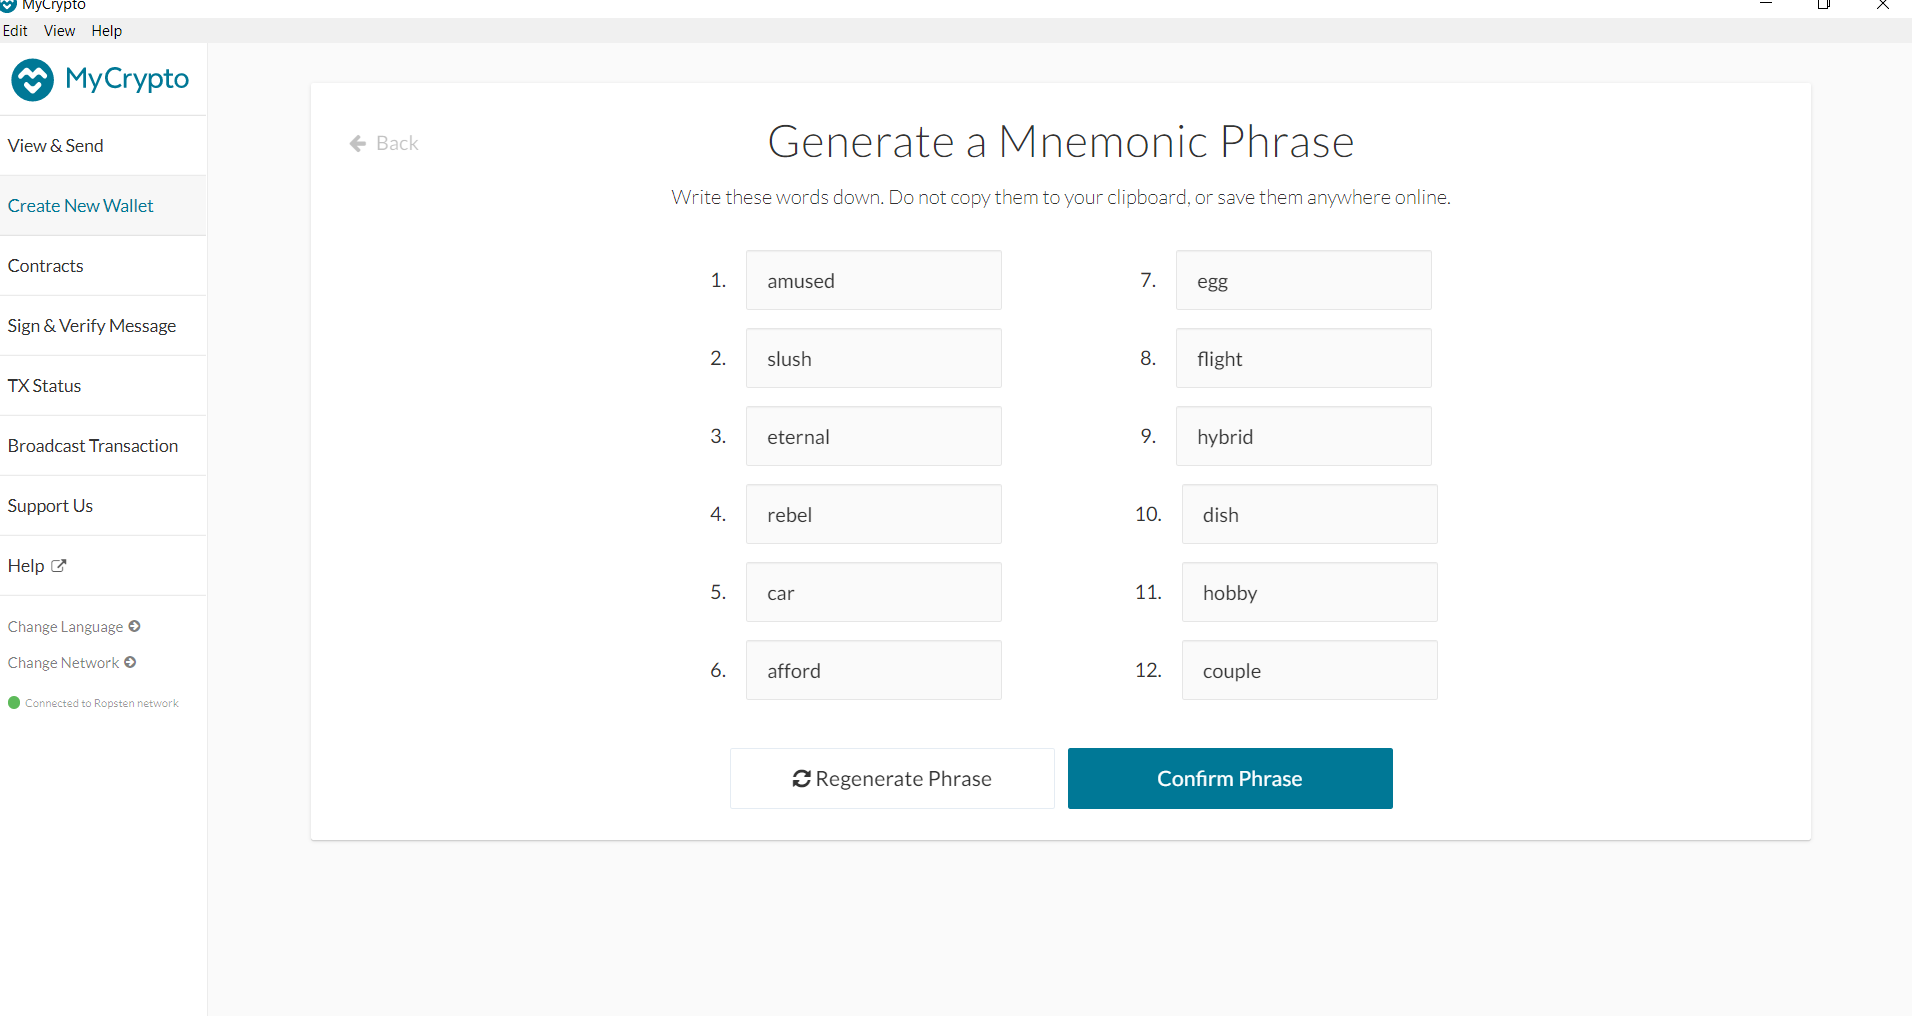 MyCrypto
Edit View Help
MyCrypto
View & Send
Create New Wallet
Contracts
Sign & Verify Message
TX Status
Broadcast Transaction
Support Us
Help
Change Language
Change Network
Connected to Ropsten network
Back
Generate a Mnemonic Phrase
Write these words down. Do not copy them to your clipboard, or save them anywhere online.
1. amused
2. slush
3. eternal
4. rebel
5. car
6. afford
7. egg
8. flight
9. hybrid
10. dish
11. hobby
12. couple
Regenerate Phrase
Confirm Phrase